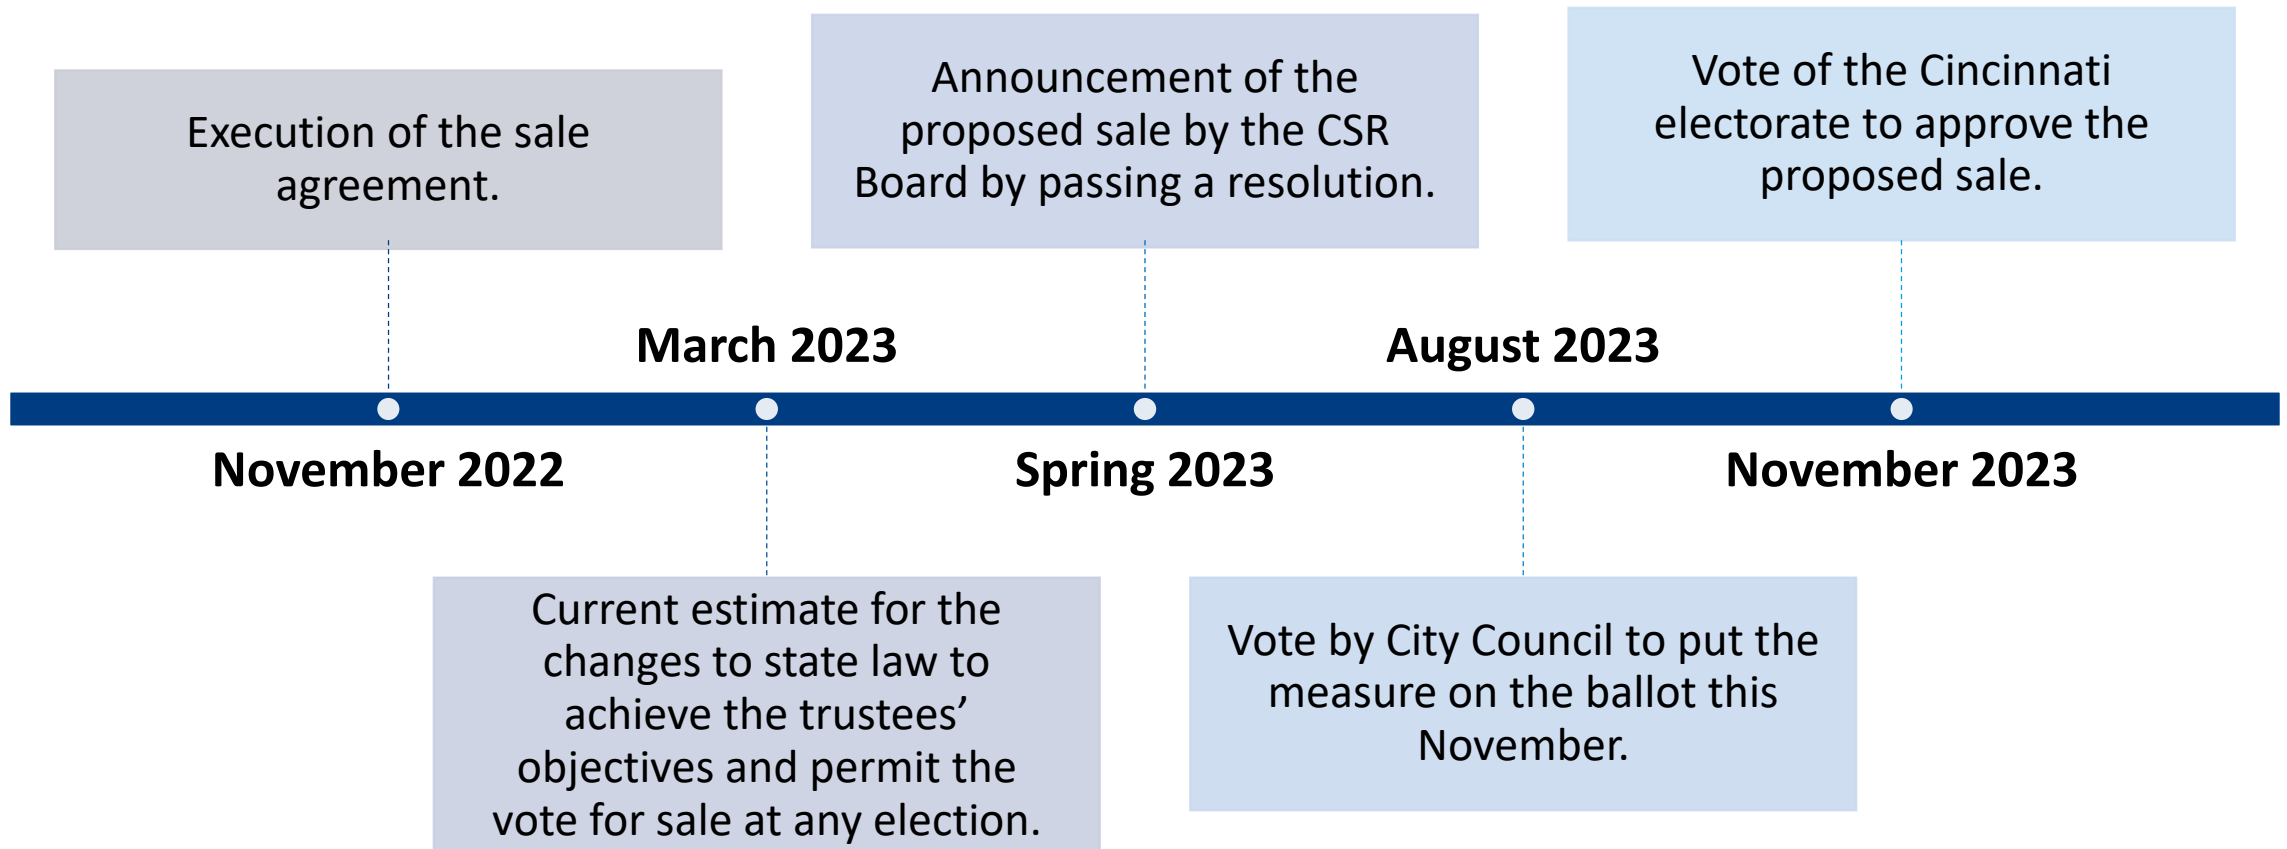 Execution of the sale
agreement.
November 2022
March 2023
Current estimate for the
changes to state law to
achieve the trustees’
objectives and permit the
vote for sale at any election.
Announcement of the
proposed sale by the CSR
Board by passing a resolution.
Spring 2023
August 2023
Vote by City Council to put the
measure on the ballot this
November.
Vote of the Cincinnati
electorate to approve the
proposed sale.
November 2023